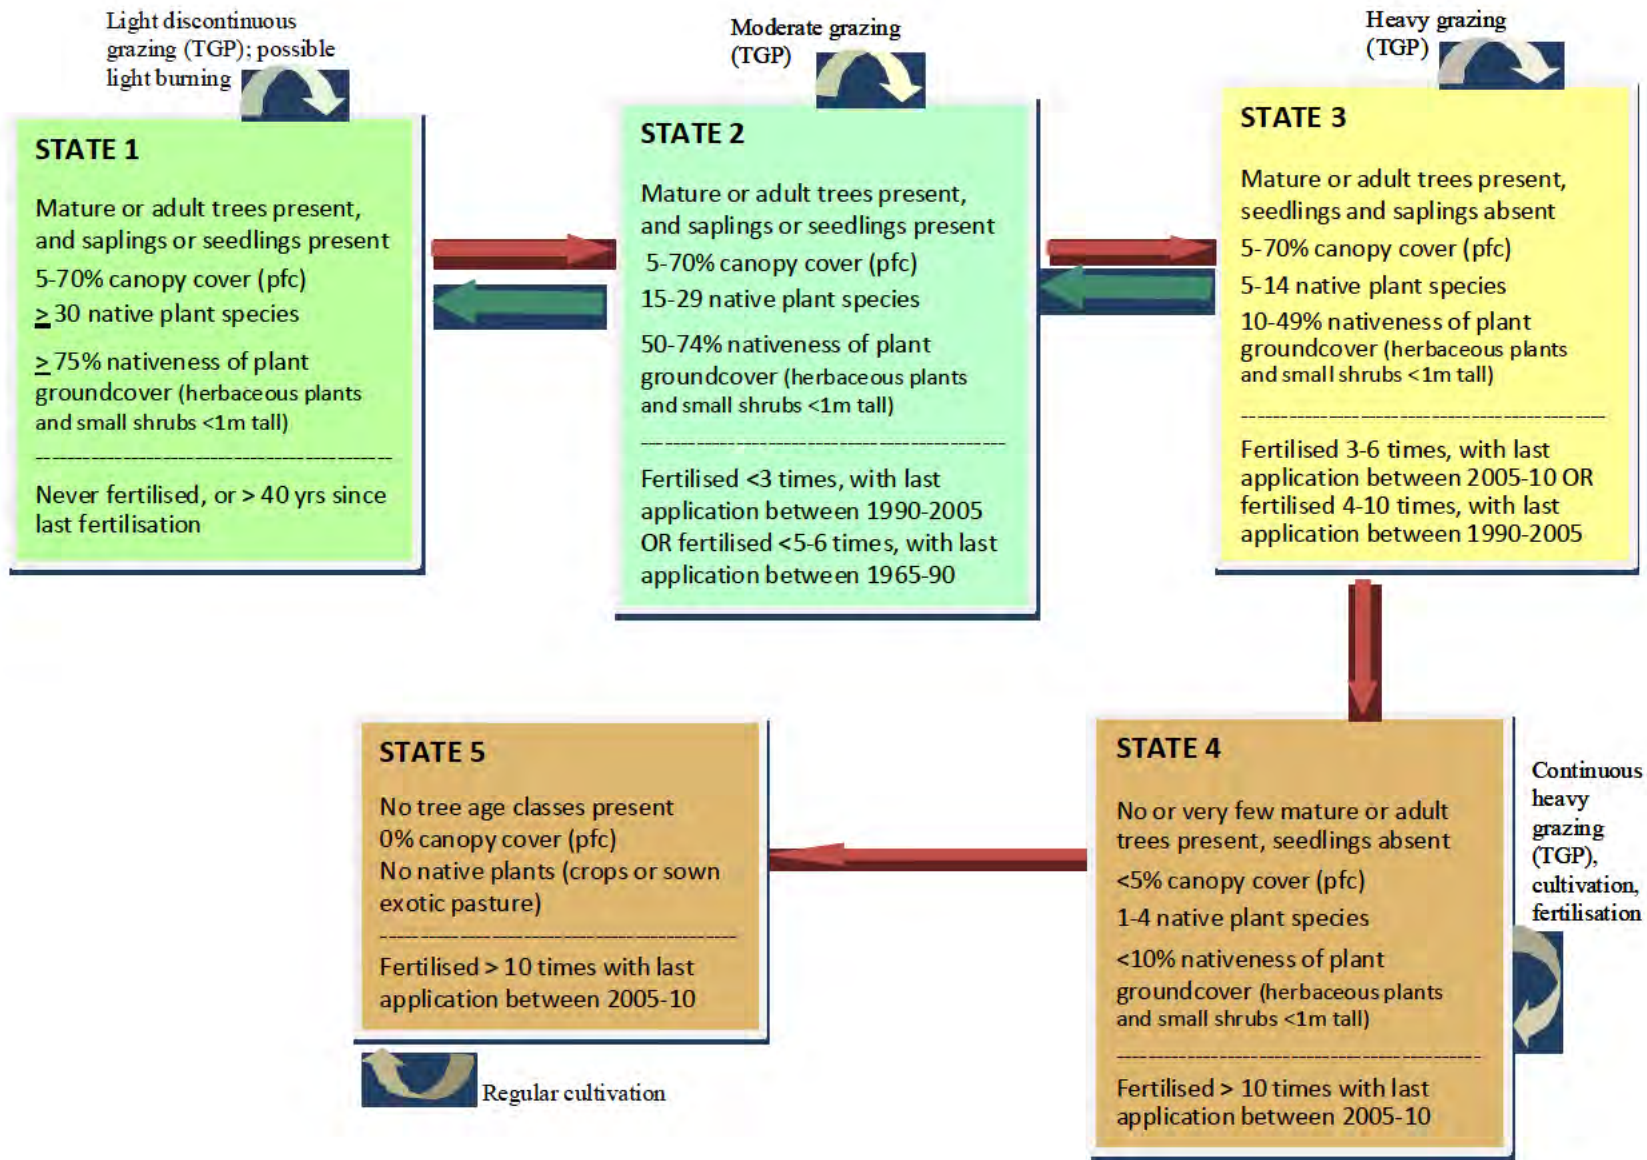 Light discontinuous
grazing (TGP); possible
light burning
STATE 1
Mature or adult trees present,
and saplings or seedlings present
5-70% canopy cover (pfc)
≥ 30 native plant species
≥ 75% nativeness of plant
groundcover (herbaceous plants
and small shrubs <1m tall)
Never fertilised, or > 40 yrs since
last fertilisation
Moderate grazing
(TGP)
STATE 2
Mature or adult trees present,
and saplings or seedlings present
5-70% canopy cover (pfc)
15-29 native plant species
50-74% nativeness of plant
groundcover (herbaceous plants
and small shrubs <1m tall)
Fertilised <3 times, with last
application between 1990-2005
OR fertilised <5-6 times, with last
application between 1965-90
Heavy grazing
(TGP)
STATE 3
Mature or adult trees present,
seedlings and saplings absent
5-70% canopy cover (pfc)
5-14 native plant species
10-49% nativeness of plant
groundcover (herbaceous plants
and small shrubs <1m tall)
Fertilised 3-6 times, with last
application between 2005-10 OR
fertilised 4-10 times, with last
application between 1990-2005
STATE 4
No or very few mature or adult
trees present, seedlings absent
<5% canopy cover (pfc)
1-4 native plant species
<10% nativeness of plant
groundcover (herbaceous plants
and small shrubs <1m tall)
Fertilised > 10 times with last
application between 2005-10
Continuous
heavy
grazing
(TGP),
cultivation,
fertilisation
STATE 5
No tree age classes present
0% canopy cover (pfc)
No native plants (crops or sown
exotic pasture)
Fertilised > 10 times with last
application between 2005-10
Regular cultivation